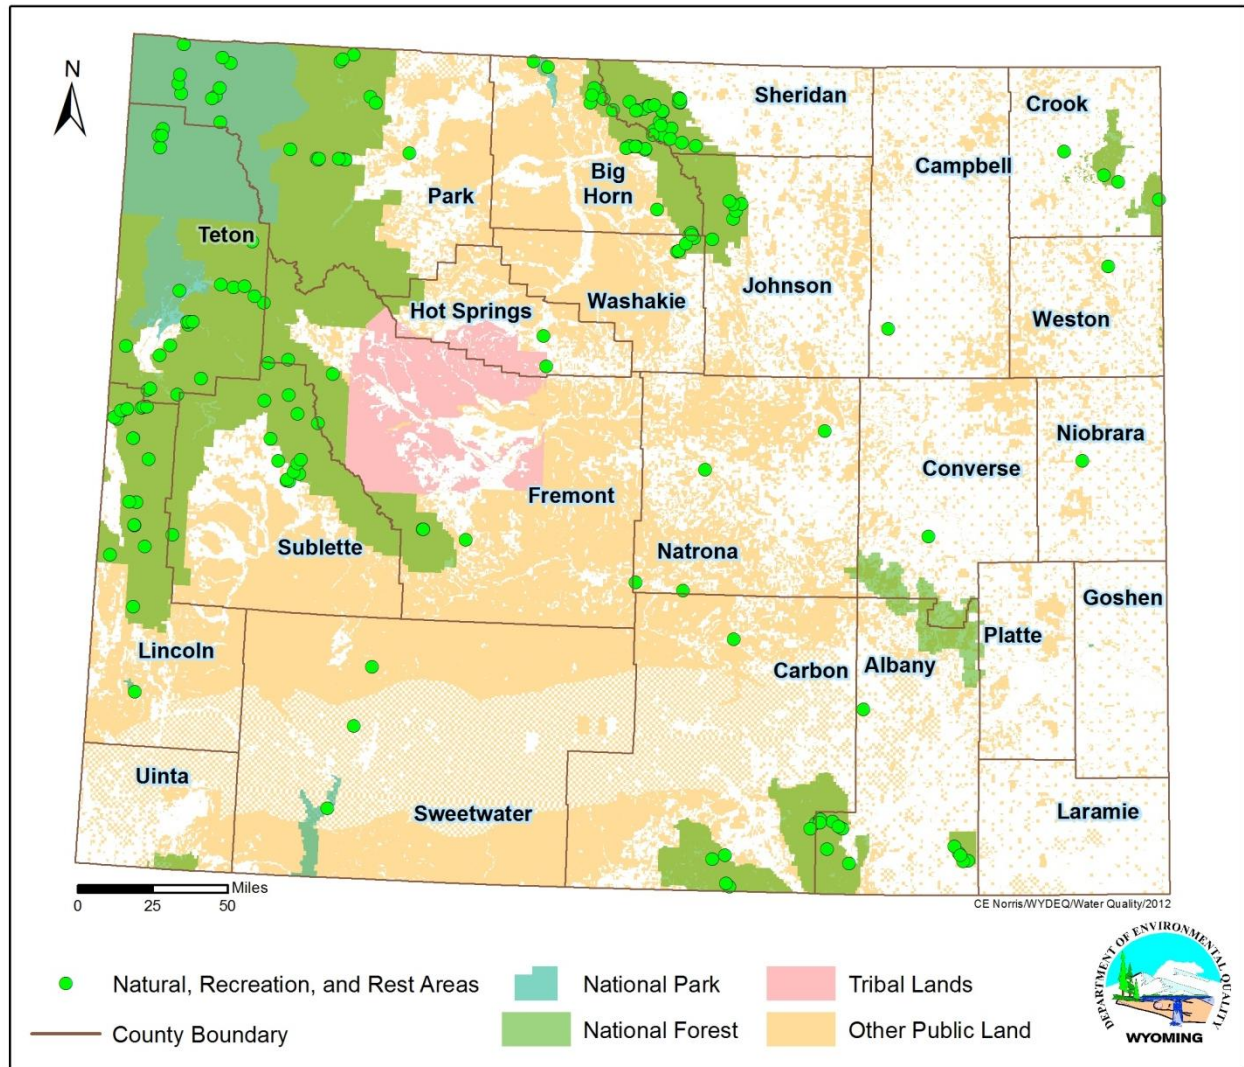 N
Sheridan
Crook
Campbell
Big
Horn
Park
Teton
Johnson
Washakie
Hot Springs
Weston
Niobrara
Converse
Fremont
Natrona
Sublette
Goshen
Platte
Lincoln
Carbon
Albany
Uinta
Sweetwater
Laramie
Miles
0 25 50
CE Norris/WYDEQ/Water Quality/2012
Natural, Recreation, and Rest Areas
National Park
Tribal Lands
County Boundary
National Forest
Other Public Land
DEPARTMENT OF ENVIRONMENTAL QUALITY
WYOMING